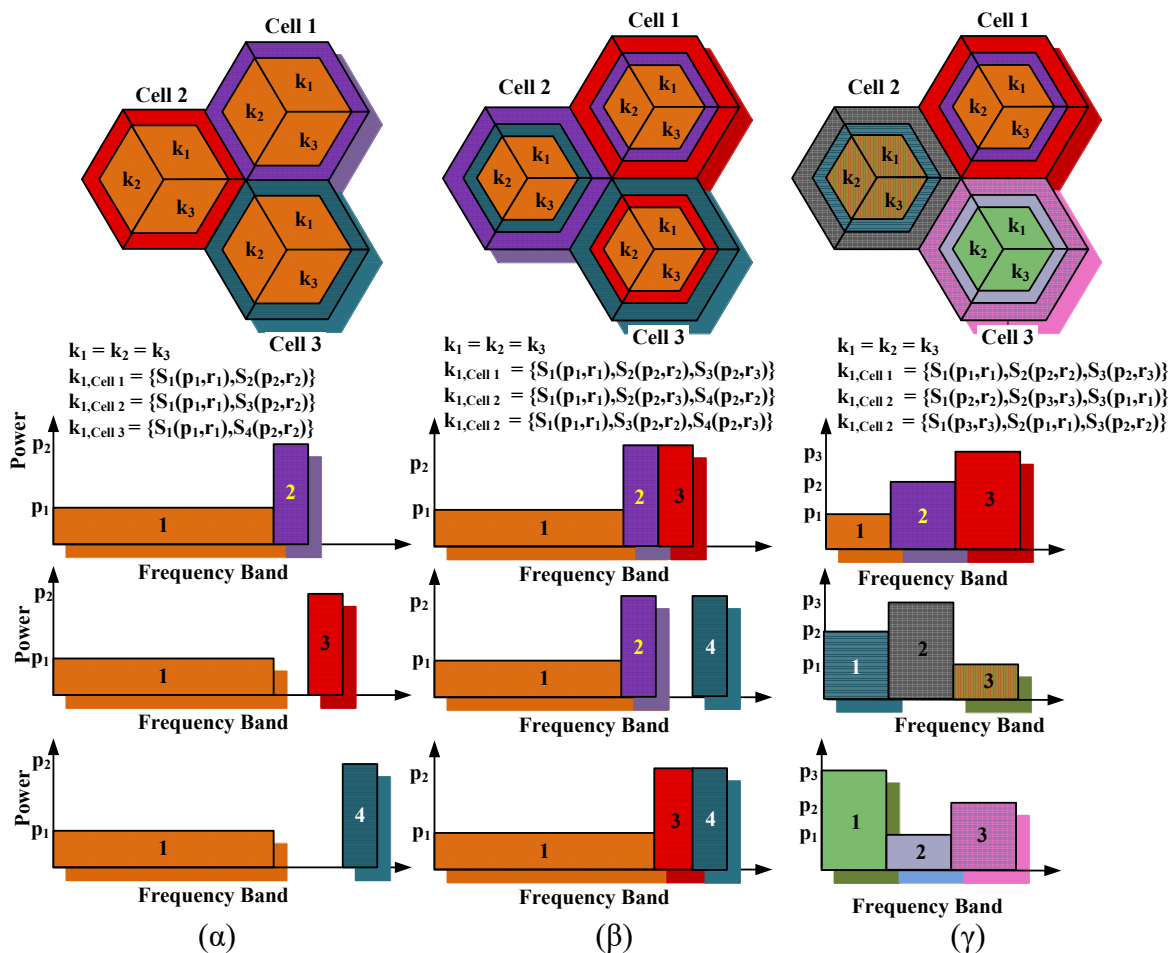 Cell 1
Cell 2
k₁
k₂
k₃
k₁
k₂
k₃
k₁
k₂
k₃
Cell 3
k₁ = k₂ = k₃
k₁,Cell 1 = {S₁(p₁,r₁),S₂(p₂,r₂)}
k₁,Cell 2 = {S₁(p₁,r₁),S₃(p₂,r₂)}
k₁,Cell 3 = {S₁(p₁,r₁),S₄(p₂,r₂)}
Power
p₂
p₁
1
2
Frequency Band
Power
p₂
p₁
1
3
Frequency Band
Power
p₂
p₁
1
4
Frequency Band
(α)
Cell 1
Cell 2
k₁
k₂
k₃
k₁
k₂
k₃
k₁
k₂
k₃
Cell 3
k₁ = k₂ = k₃
k₁,Cell 1 = {S₁(p₁,r₁),S₂(p₂,r₂),S₃(p₂,r₃)}
k₁,Cell 2 = {S₁(p₁,r₁),S₂(p₂,r₃),S₄(p₂,r₂)}
k₁,Cell 2 = {S₁(p₁,r₁),S₃(p₂,r₂),S₄(p₂,r₃)}
p₂
p₁
1
2
3
Frequency Band
p₂
p₁
1
2
4
Frequency Band
p₂
p₁
1
3
4
Frequency Band
(β)
Cell 1
Cell 2
k₁
k₂
k₃
k₁
k₂
k₃
k₁
k₂
k₃
Cell 3
k₁ = k₂ = k₃
k₁,Cell 1 = {S₁(p₁,r₁),S₂(p₂,r₂),S₃(p₂,r₃)}
k₁,Cell 2 = {S₁(p₂,r₂),S₂(p₃,r₃),S₃(p₁,r₁)}
k₁,Cell 2 = {S₁(p₃,r₃),S₂(p₁,r₁),S₃(p₂,r₂)}
p₃
p₂
p₁
1
2
3
Frequency Band
p₃
p₂
p₁
1
2
3
Frequency Band
p₃
p₂
p₁
1
2
3
Frequency Band
(γ)